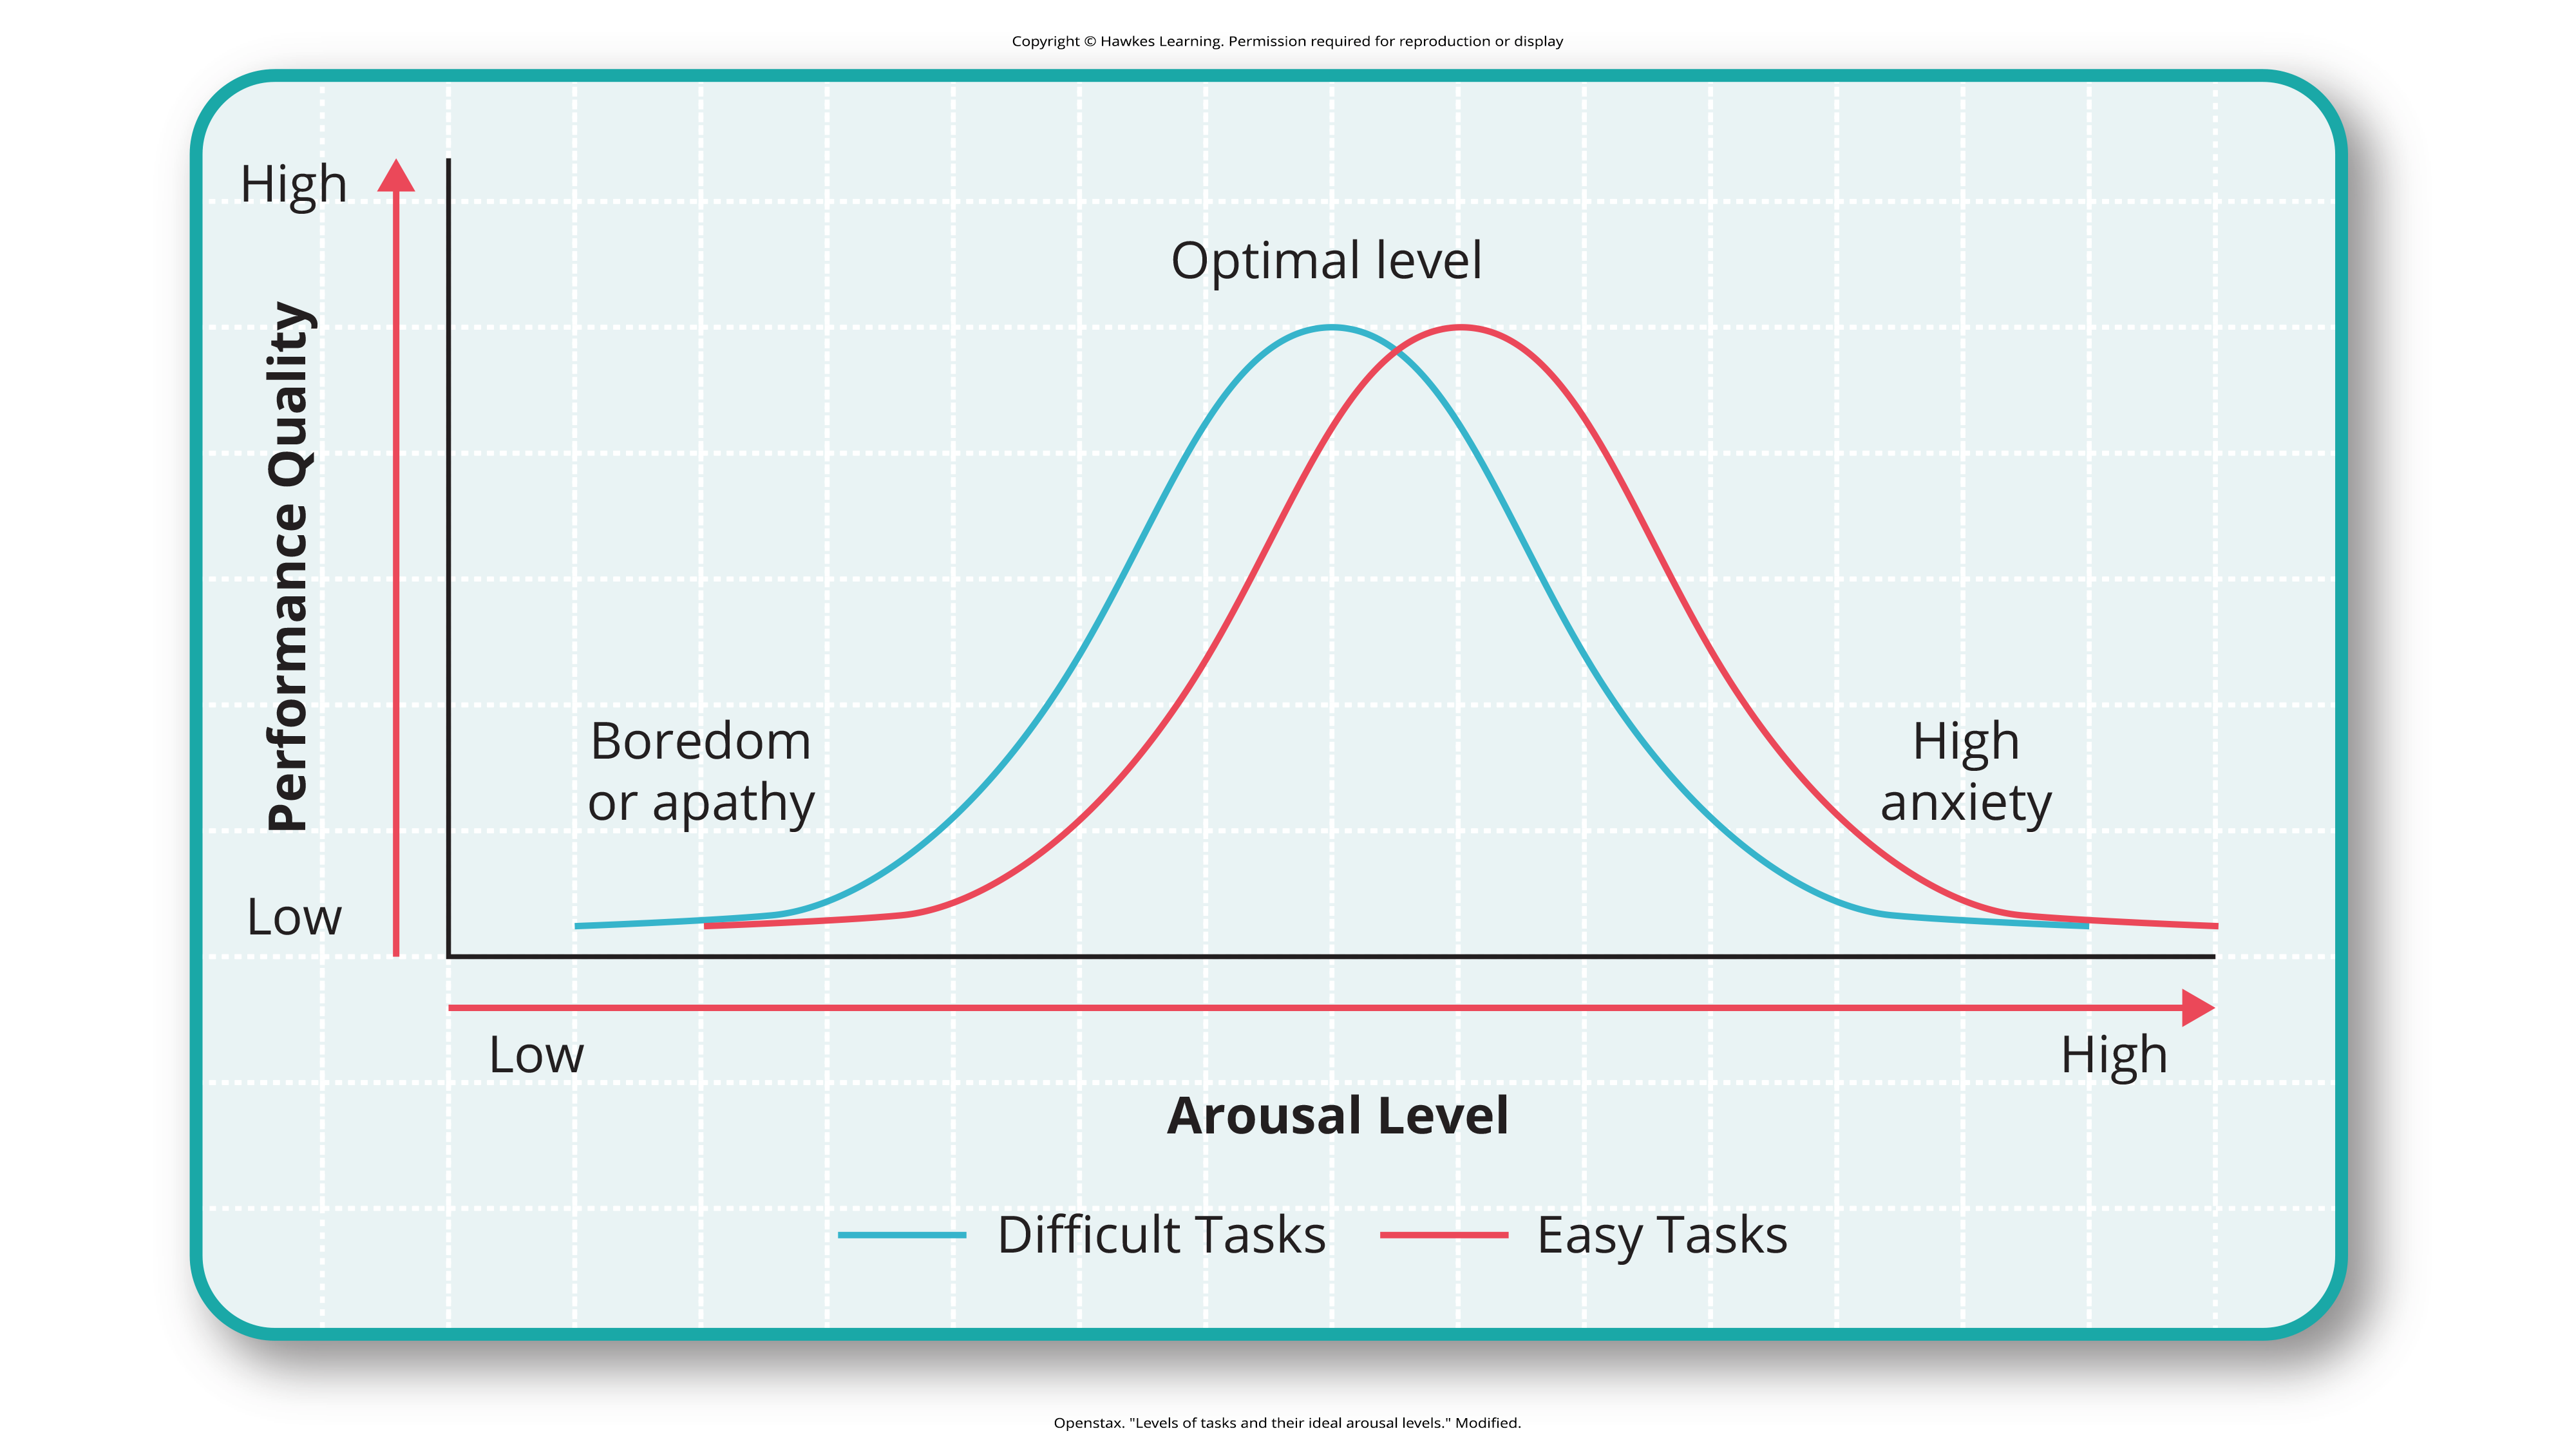 Copyright © Hawkes Learning. Permission required for reproduction or display
High
Performance Quality
Low
Optimal level
Boredom
or apathy
High
anxiety
Low
High
Arousal Level
Difficult Tasks
Easy Tasks
Openstax. "Levels of tasks and their ideal arousal levels." Modified.